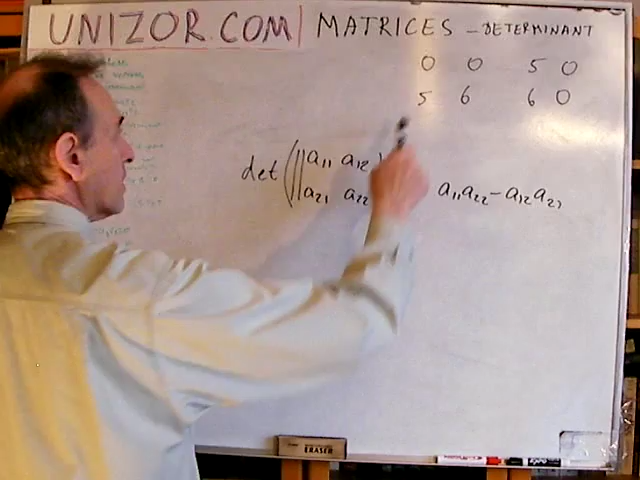 UNIZOR.COM | MATRICES - DETERMINANT
0 0 5 0
5 6 6 0
det (|| a11 a12
|| a21 a22 a11a22 - a12a21
ERASER